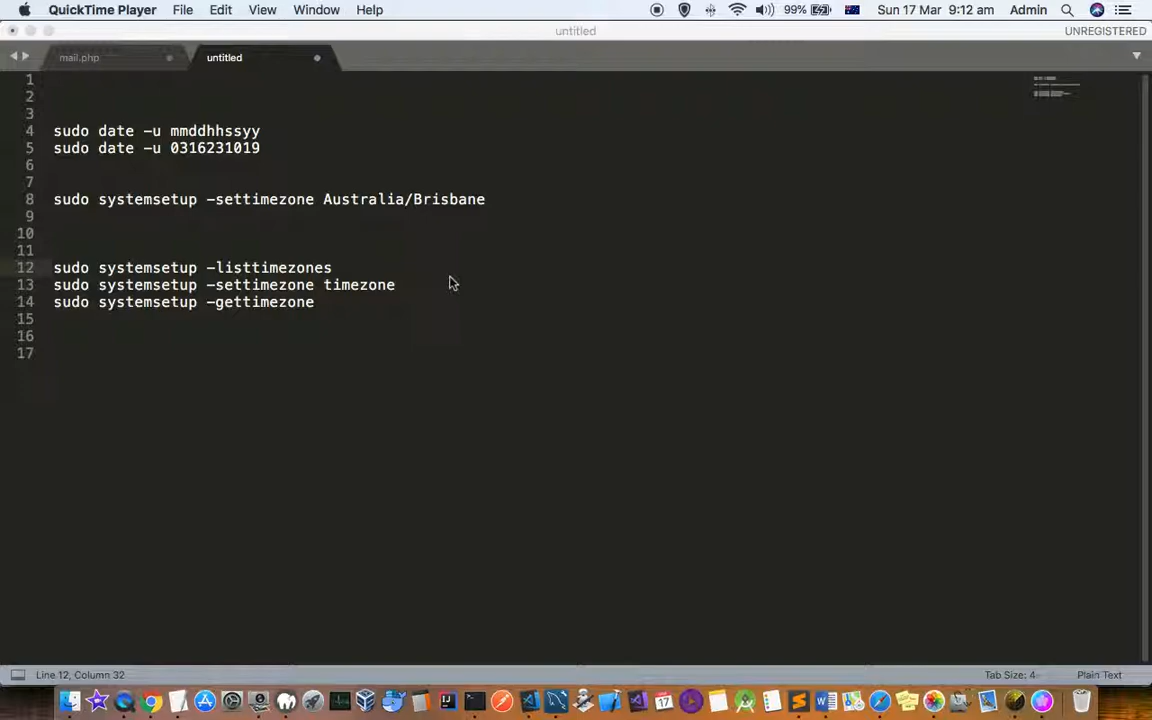 QuickTime Player File Edit View Window Help 99% Sun 17 Mar 9:12 am Admin
untitled UNREGISTERED
mail.php untitled
1
2
3
4 sudo date -u mmddhhssyy
5 sudo date -u 0316231019
6
7
8 sudo systemsetup -settimezone Australia/Brisbane
9
10
11
12 sudo systemsetup -listtimezones
13 sudo systemsetup -settimezone timezone
14 sudo systemsetup -gettimezone
15
16
17
Line 12, Column 32 Tab Size: 4 Plain Text
17